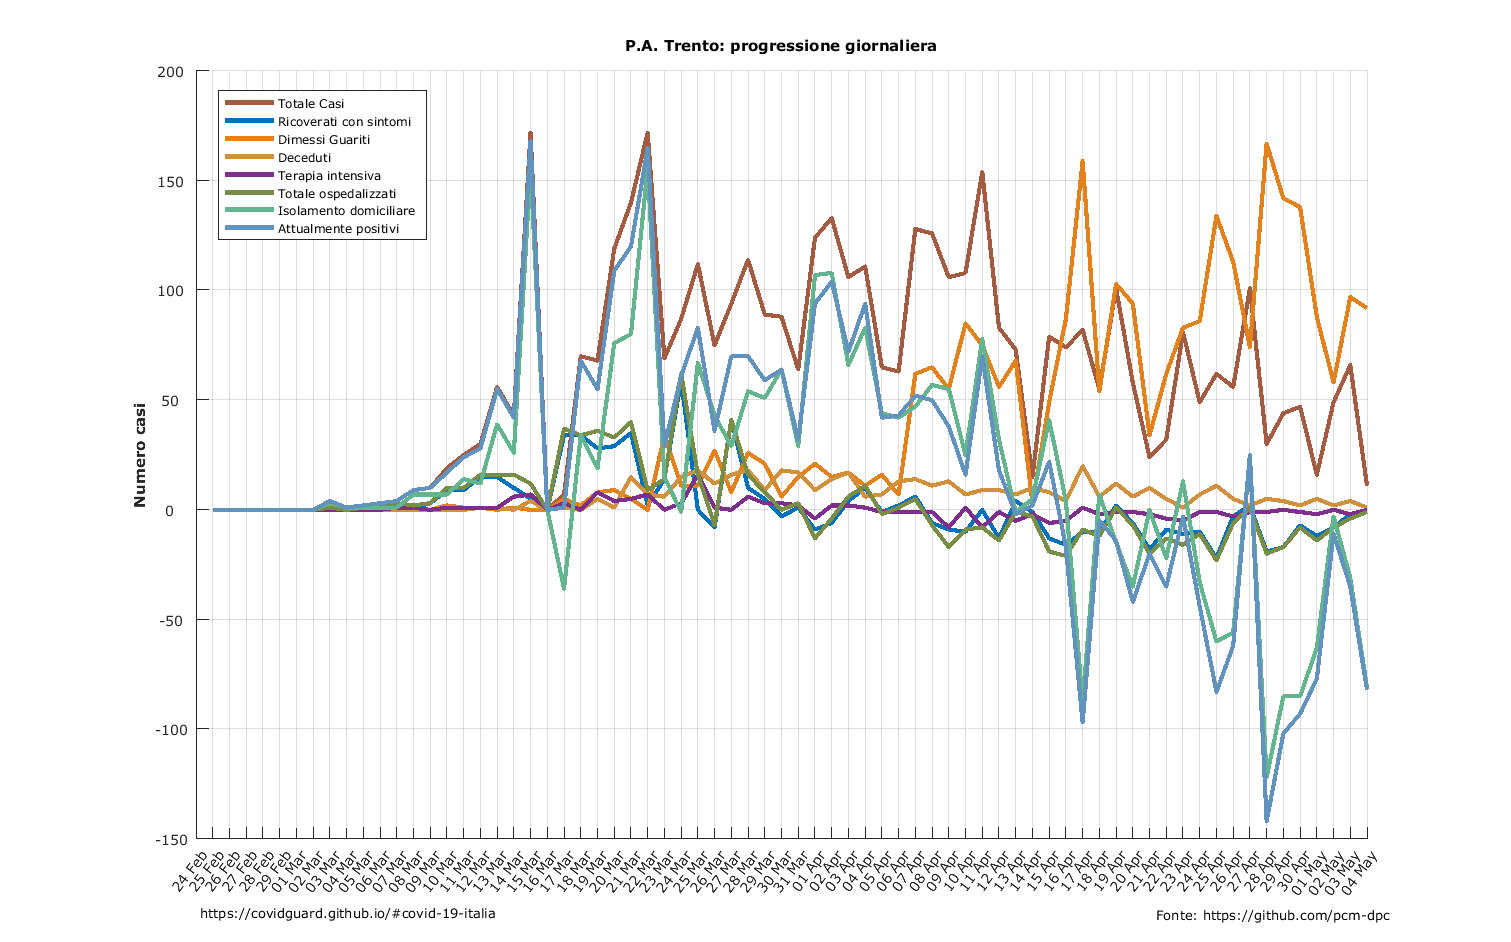 P.A. Trento: progressione giornaliera
200
150
100
50
0
-50
-100
-150
Numero casi
Totale Casi
Ricoverati con sintomi
Dimessi Guariti
Deceduti
Terapia intensiva
Totale ospedalizzati
Isolamento domiciliare
Attualmente positivi
24 Feb
25 Feb
26 Feb
27 Feb
28 Feb
29 Feb
01 Mar
02 Mar
03 Mar
04 Mar
05 Mar
06 Mar
07 Mar
08 Mar
09 Mar
10 Mar
11 Mar
12 Mar
13 Mar
14 Mar
15 Mar
16 Mar
17 Mar
18 Mar
19 Mar
20 Mar
21 Mar
22 Mar
23 Mar
24 Mar
25 Mar
26 Mar
27 Mar
28 Mar
29 Mar
30 Mar
31 Mar
01 Apr
02 Apr
03 Apr
04 Apr
05 Apr
06 Apr
07 Apr
08 Apr
09 Apr
10 Apr
11 Apr
12 Apr
13 Apr
14 Apr
15 Apr
16 Apr
17 Apr
18 Apr
19 Apr
20 Apr
21 Apr
22 Apr
23 Apr
24 Apr
25 Apr
26 Apr
27 Apr
28 Apr
29 Apr
30 Apr
01 May
02 May
03 May
04 May
https://covidguard.github.io/#covid-19-italia
Fonte: https://github.com/pcm-dpc